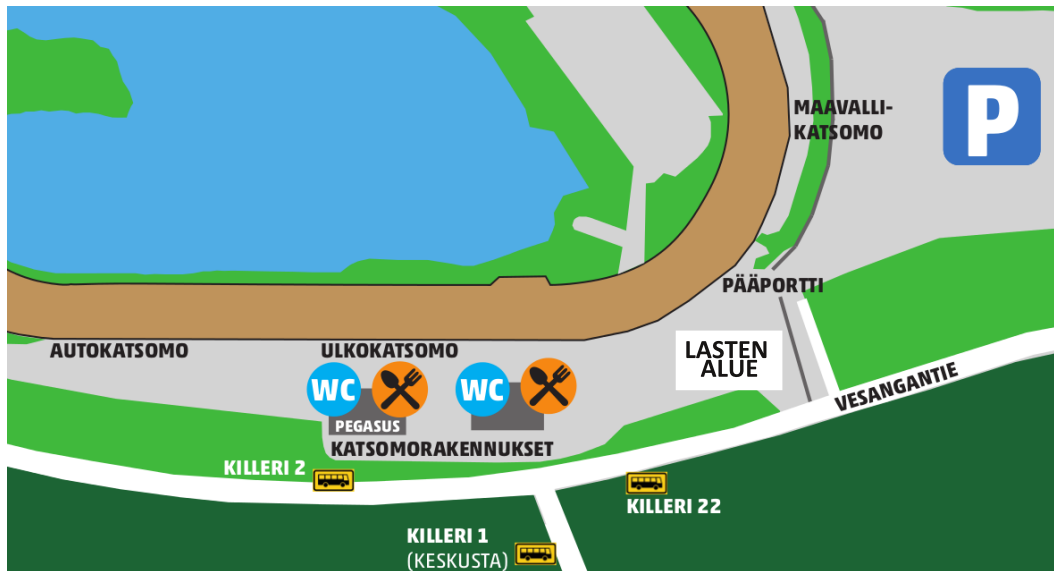 MAAVALLI-
KATSOMO
P
PÄÄPORTTI
AUTOKATSOMO
ULKOKATSOMO
LASTEN
ALUE
WC
WC
VESANGANTIE
PEGASUS
KATSOMORAKENNUKSET
KILLERI 2
KILLERI 22
KILLERI 1
(KESKUSTA)